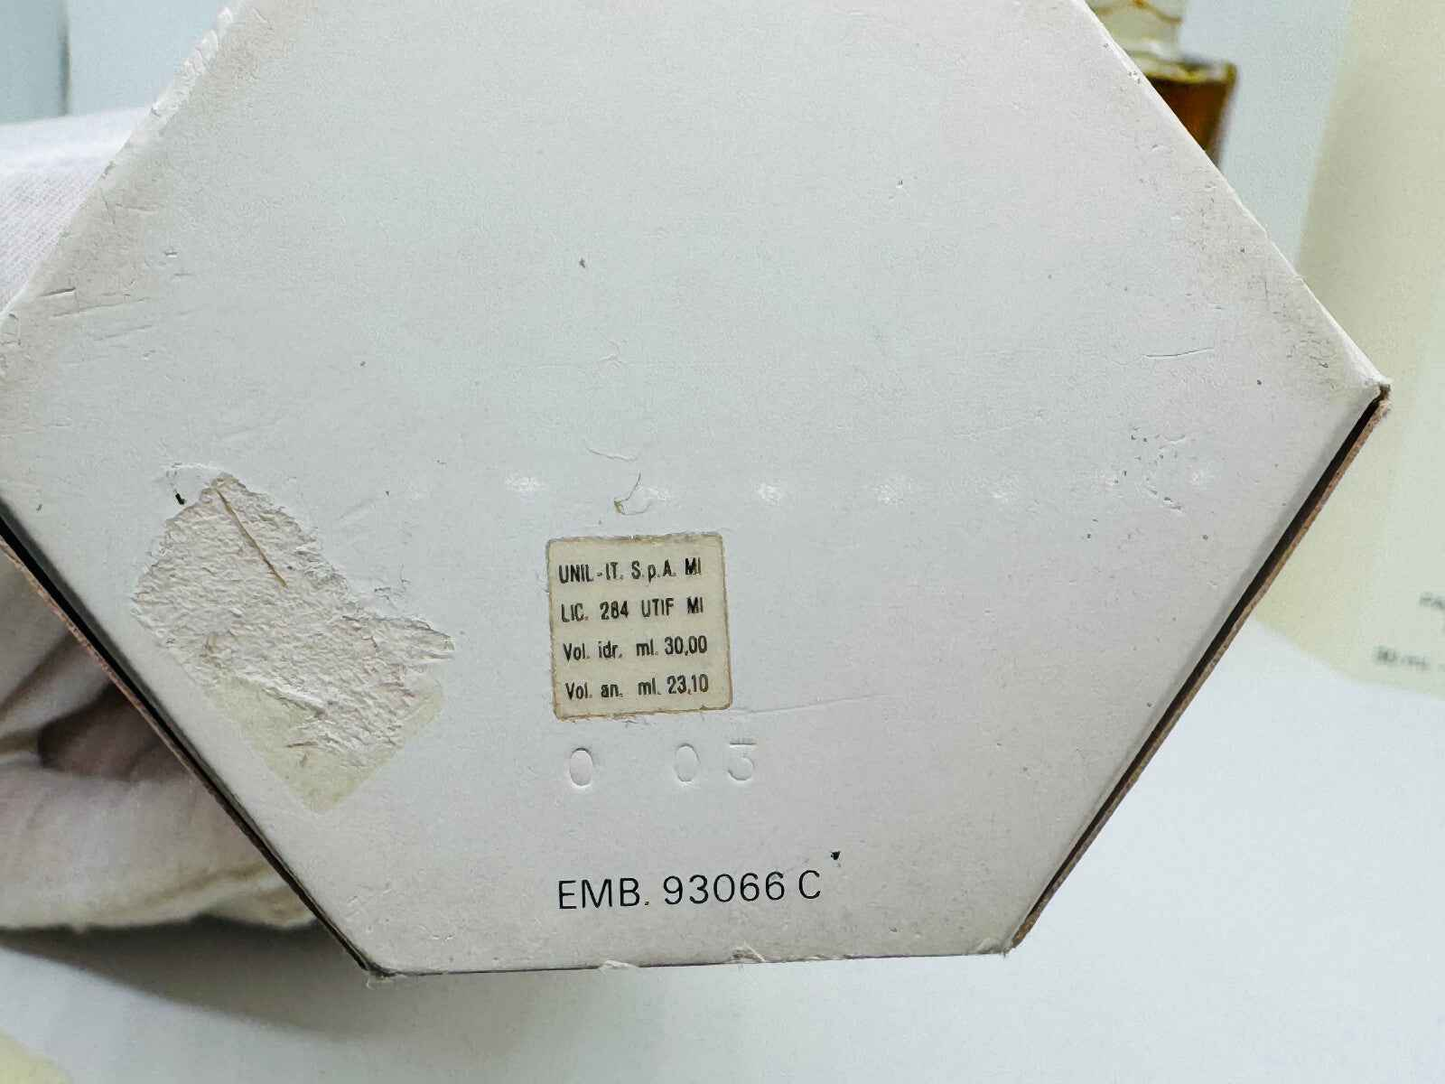 UNIL-IT. S.p.A. MI
LIC. 284 UTIF MI
Vol. idr. ml. 30,00
Vol. an. ml. 23,10
0 03
EMB. 93066 C